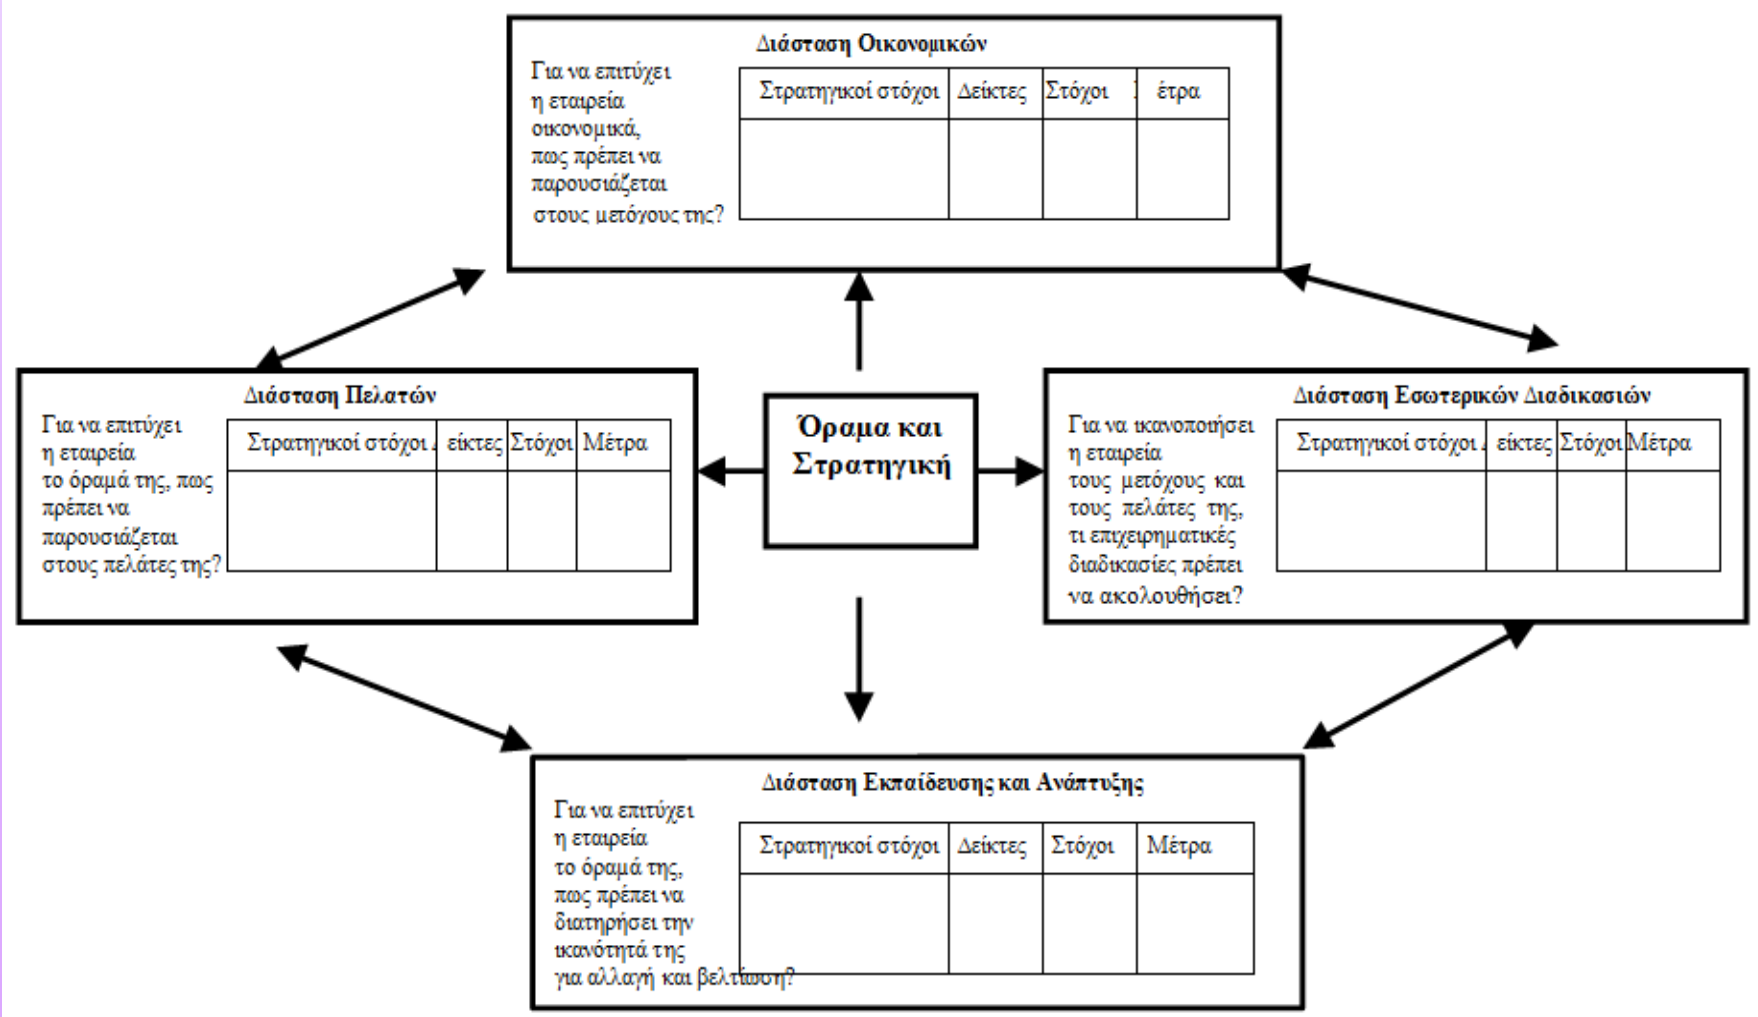 Διάσταση Οικονομικών
Για να επιτύχει
η εταιρεία
οικονομικά,
πως πρέπει να
παρουσιάζεται
στους μετόχους της?
Στρατηγικοί στόχοι Δείκτες Στόχοι έτρα
Διάσταση Πελατών
Για να επιτύχει
η εταιρεία
το όραμά της, πως
πρέπει να
παρουσιάζεται
στους πελάτες της?
Στρατηγικοί στόχοι είκτες Στόχοι Μέτρα
Όραμα και
Στρατηγική
Διάσταση Εσωτερικών Διαδικασιών
Για να ικανοποιήσει
η εταιρεία
τους μετόχους και
τους πελάτες της,
τι επιχειρηματικές
διαδικασίες πρέπει
να ακολουθήσει?
Στρατηγικοί στόχοι είκτες Στόχοι Μέτρα
Διάσταση Εκπαίδευσης και Ανάπτυξης
Για να επιτύχει
η εταιρεία
το όραμά της,
πως πρέπει να
διατηρήσει την
ικανότητά της
για αλλαγή και βελτίωση?
Στρατηγικοί στόχοι Δείκτες Στόχοι Μέτρα